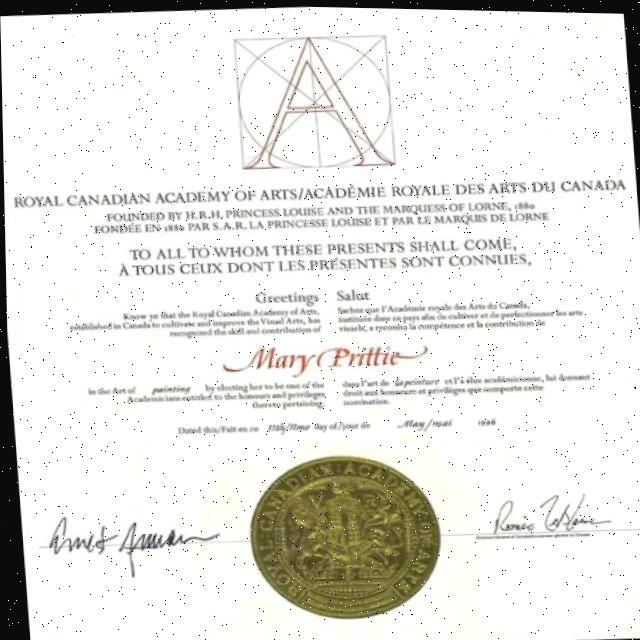 A
ROYAL CANADIAN ACADEMY OF ARTS/ACADÉMIE ROYALE DES ARTS DU CANADA
FOUNDED BY H.R.H, PRINCESS LOUISE AND THE MARQUESS OF LORNE, 1880
FONDÉE EN 1880 PAR S.A.R. LA PRINCESSE LOUISE ET PAR LE MARQUIS DE LORNE
TO ALL TO WHOM THESE PRESENTS SHALL COME,
À TOUS CEUX DONT LES PRÉSENTES SONT CONNUES,
Greetings
Know ye that the Royal Canadian Academy of Arts,
established in Canada to cultivate and improve the Visual Arts, has
recognized the skill and contribution of
Salut
Sachez que l'Académie royale des Arts du Canada,
instituée dans ce pays afin de cultiver et de perfectionner les arts
visuels, a reconnu la compétence et la contribution de
Mary Prittie
in the Art of painting by electing her to be one of the
Academicians entitled to the honours and privileges
thereto pertaining.
dans l'art de la peinture et l'a élue académicienne, lui donnant
droit aux honneurs et privilèges que comporte cette
nomination.
Dated this/Fait en ce 11th/11me day of/jour de May/mai 1996
ROYAL CANADIAN ACADEMY OF ARTS